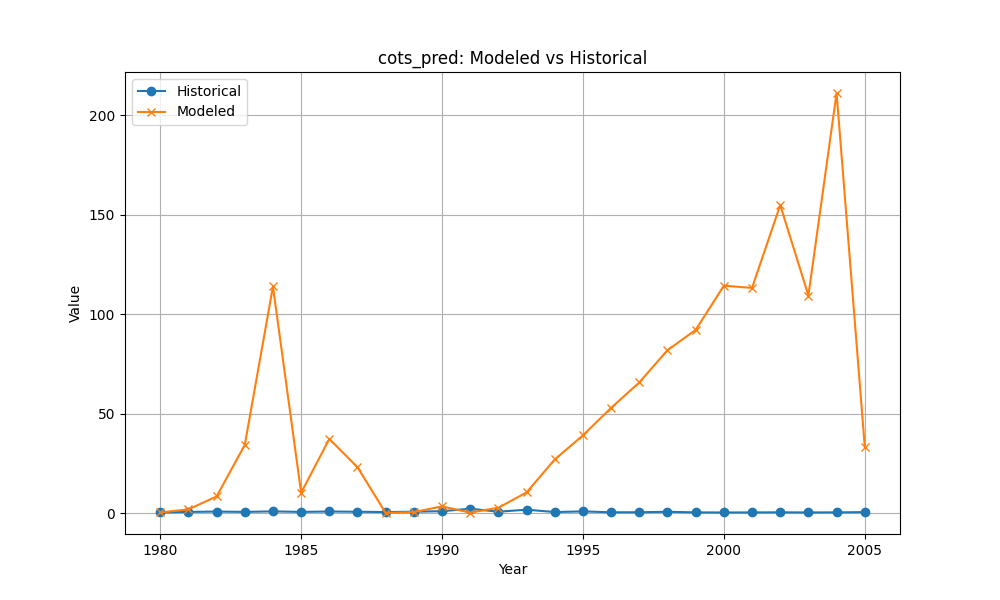 cots_pred: Modeled vs Historical
Historical
Modeled
Value
200
150
100
50
0
1980
1985
1990
1995
2000
2005
Year